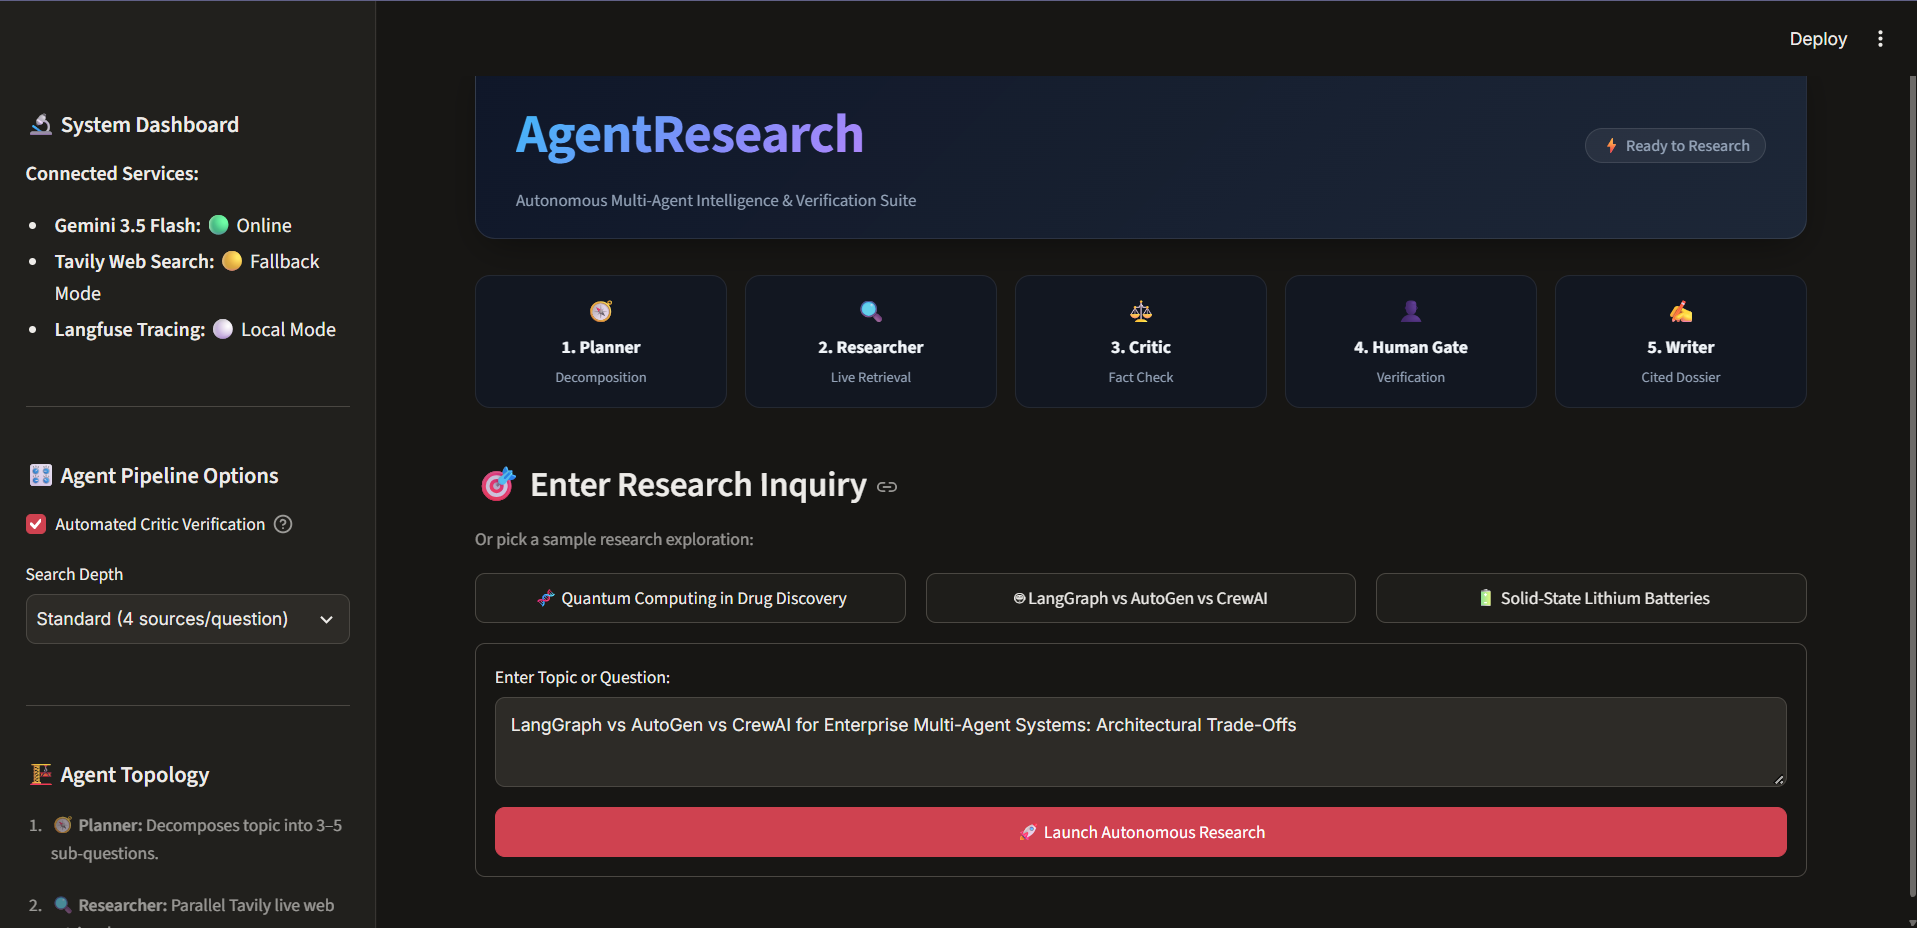 Deploy
System Dashboard
Connected Services:
Gemini 3.5 Flash: Online
Tavily Web Search: Fallback
Mode
Langfuse Tracing: Local Mode
Agent Pipeline Options
Automated Critic Verification
Search Depth
Standard (4 sources/question)
Agent Topology
1. Planner: Decomposes topic into 3–5
sub-questions.
2. Researcher: Parallel Tavily live web
AgentResearch
Ready to Research
Autonomous Multi-Agent Intelligence & Verification Suite
1. Planner
Decomposition
2. Researcher
Live Retrieval
3. Critic
Fact Check
4. Human Gate
Verification
5. Writer
Cited Dossier
Enter Research Inquiry
Or pick a sample research exploration:
Quantum Computing in Drug Discovery
LangGraph vs AutoGen vs CrewAI
Solid-State Lithium Batteries
Enter Topic or Question:
LangGraph vs AutoGen vs CrewAI for Enterprise Multi-Agent Systems: Architectural Trade-Offs
Launch Autonomous Research